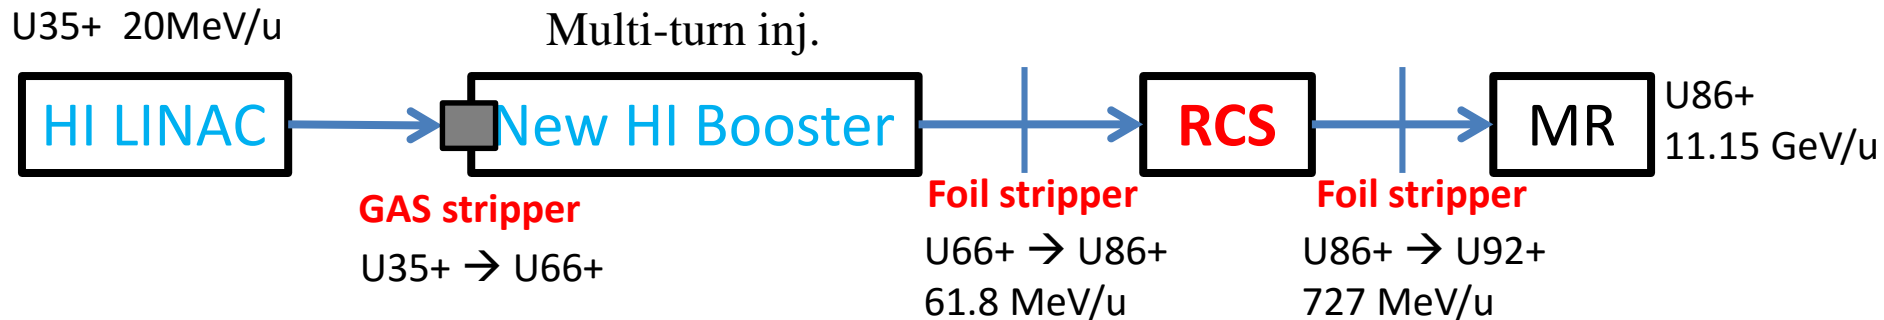 U35+ 20MeV/u
Multi-turn inj.
HI LINAC
New HI Booster
RCS
MR
U86+
11.15 GeV/u
GAS stripper
U35+ → U66+
Foil stripper
U66+ → U86+
61.8 MeV/u
Foil stripper
U86+ → U92+
727 MeV/u